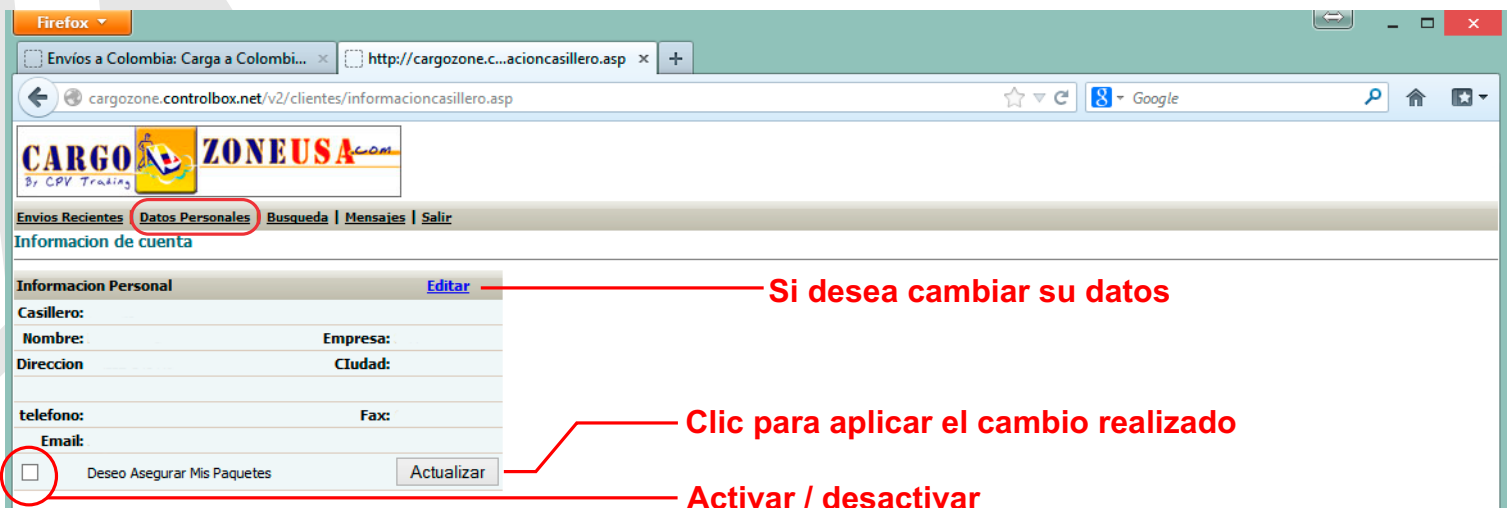 Firefox
Envíos a Colombia: Carga a Colombi... × http://cargozone.c...acioncasillero.asp × +
cargozone.controlbox.net/v2/clientes/informacioncasillero.asp Google
CARGO ZONEUSA.com
By CPV Trading
Envios Recientes | Datos Personales | Busqueda | Mensajes | Salir
Informacion de cuenta
Informacion Personal Editar Si desea cambiar su datos
Casillero:
Nombre: Empresa:
Direccion CIudad:
telefono: Fax:
Clic para aplicar el cambio realizado
Email:
Deseo Asegurar Mis Paquetes Actualizar
Activar / desactivar